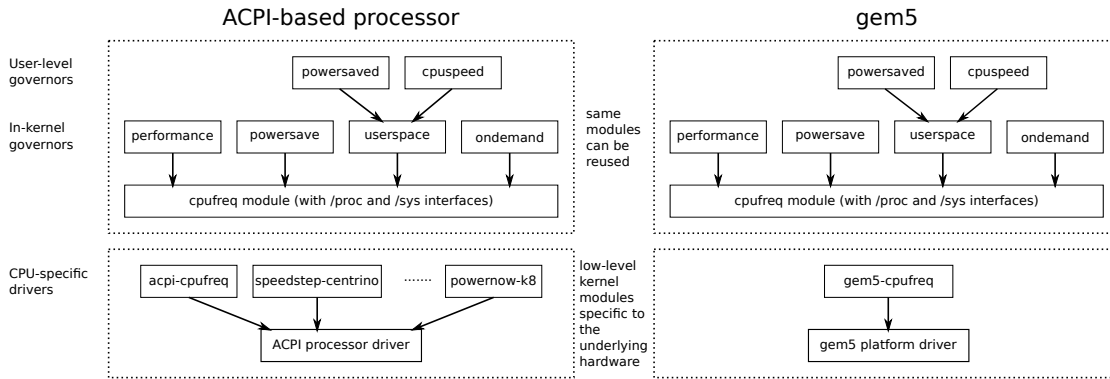 ACPI-based processor
gem5
User-level
governors
powersaved
cpuspeed
powersaved
cpuspeed
In-kernel
governors
performance
powersave
userspace
ondemand
same
modules
can be
reused
performance
powersave
userspace
ondemand
cpufreq module (with /proc and /sys interfaces)
cpufreq module (with /proc and /sys interfaces)
CPU-specific
drivers
acpi-cpufreq
speedstep-centrino
.......
powernow-k8
low-level
kernel
modules
specific to
the
underlying
hardware
gem5-cpufreq
ACPI processor driver
gem5 platform driver